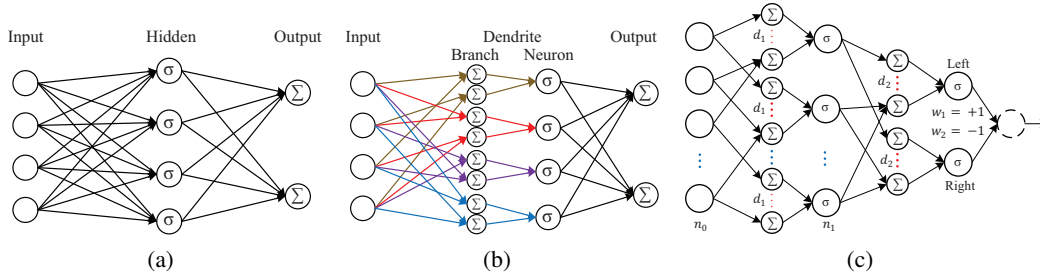 Input
Hidden
Output
σ
σ
σ
σ
Σ
Σ
(a)
Input
Dendrite
Branch
Neuron
Output
Σ
Σ
Σ
Σ
Σ
Σ
Σ
Σ
σ
σ
σ
σ
Σ
Σ
(b)
Σ
d₁
Σ
Σ
d₁
Σ
Σ
d₁
Σ
σ
σ
σ
n₀
n₁
Σ
d₂
Σ
Σ
d₂
Σ
Left
σ
w₁ = +1
w₂ = −1
σ
Right
(c)